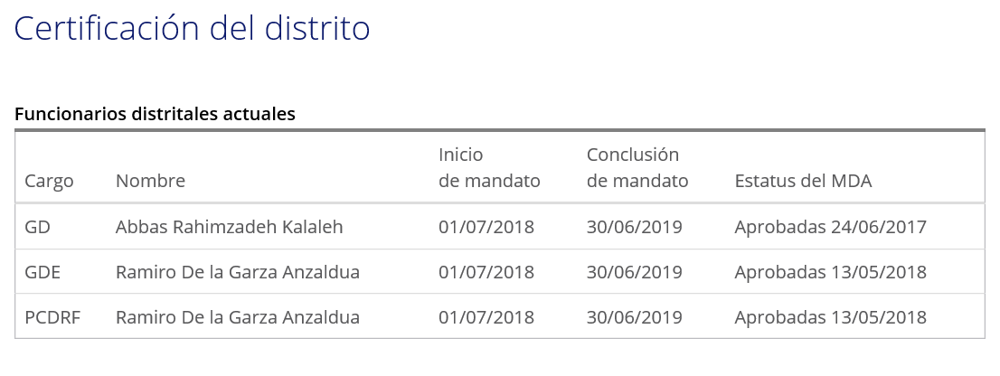 Certificación del distrito
Funcionarios distritales actuales
Cargo Nombre Inicio de mandato Conclusión de mandato Estatus del MDA
GD Abbas Rahimzadeh Kalaleh 01/07/2018 30/06/2019 Aprobadas 24/06/2017
GDE Ramiro De la Garza Anzaldua 01/07/2018 30/06/2019 Aprobadas 13/05/2018
PCDRF Ramiro De la Garza Anzaldua 01/07/2018 30/06/2019 Aprobadas 13/05/2018